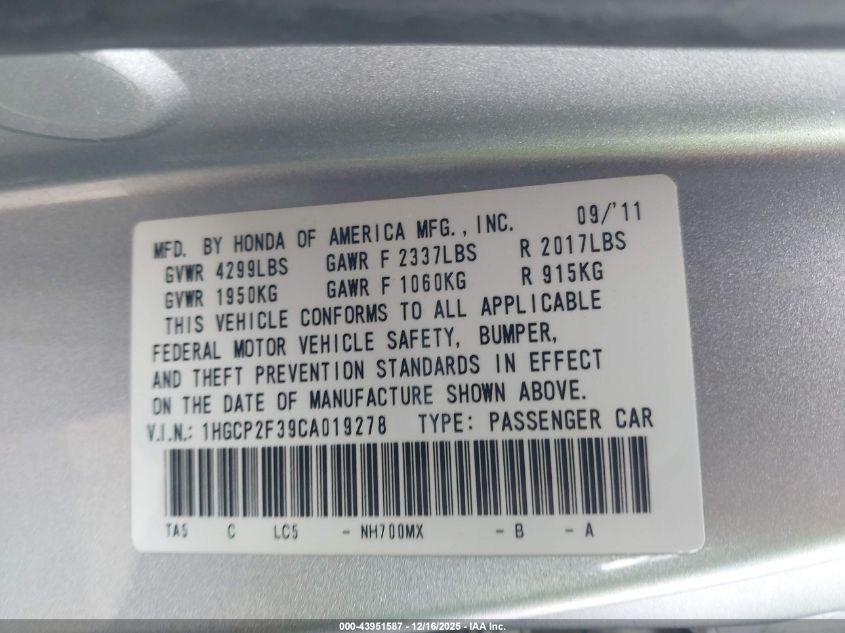 MFD. BY HONDA OF AMERICA MFG., INC. 09/'11
GVWR 4299LBS GAWR F 2337LBS R 2017LBS
GVWR 1950KG GAWR F 1060KG R 915KG
THIS VEHICLE CONFORMS TO ALL APPLICABLE
FEDERAL MOTOR VEHICLE SAFETY, BUMPER,
AND THEFT PREVENTION STANDARDS IN EFFECT
ON THE DATE OF MANUFACTURE SHOWN ABOVE.
V.I.N.: 1HGCP2F39CA019278 TYPE: PASSENGER CAR
TA5 C LC5 - NH700MX - B - A
000-43951587 - 12/16/2025 - IAA Inc.